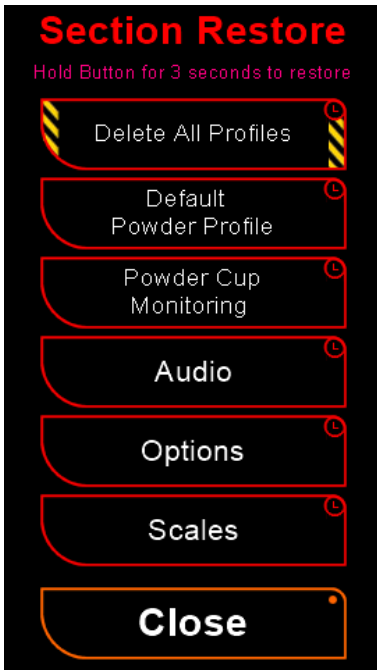 Section Restore
Hold Button for 3 seconds to restore
Delete All Profiles
Default
Powder Profile
Powder Cup
Monitoring
Audio
Options
Scales
Close